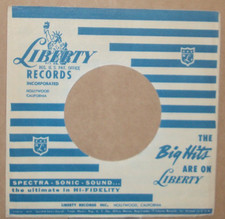 LIBERTY
REG. U. S. PAT. OFFICE
RECORDS
INCORPORATED
HOLLYWOOD
CALIFORNIA
THE
Big Hits
ARE ON
LIBERTY
SPECTRA-SONIC-SOUND...
the ultimate in HI-FIDELITY
LIBERTY RECORDS INC., HOLLYWOOD, CALIFORNIA